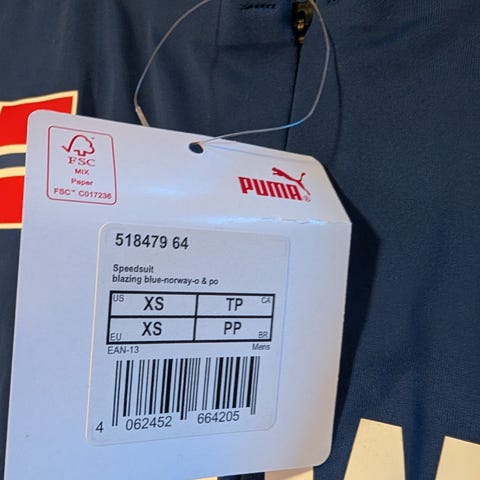 FSC
MIX
Paper
FSC™ C017236
PUMA®
518479 64
Speedsuit
blazing blue-norway-o & po
US XS TP CA
EU XS PP BR
EAN-13 Mens
4 062452 664205